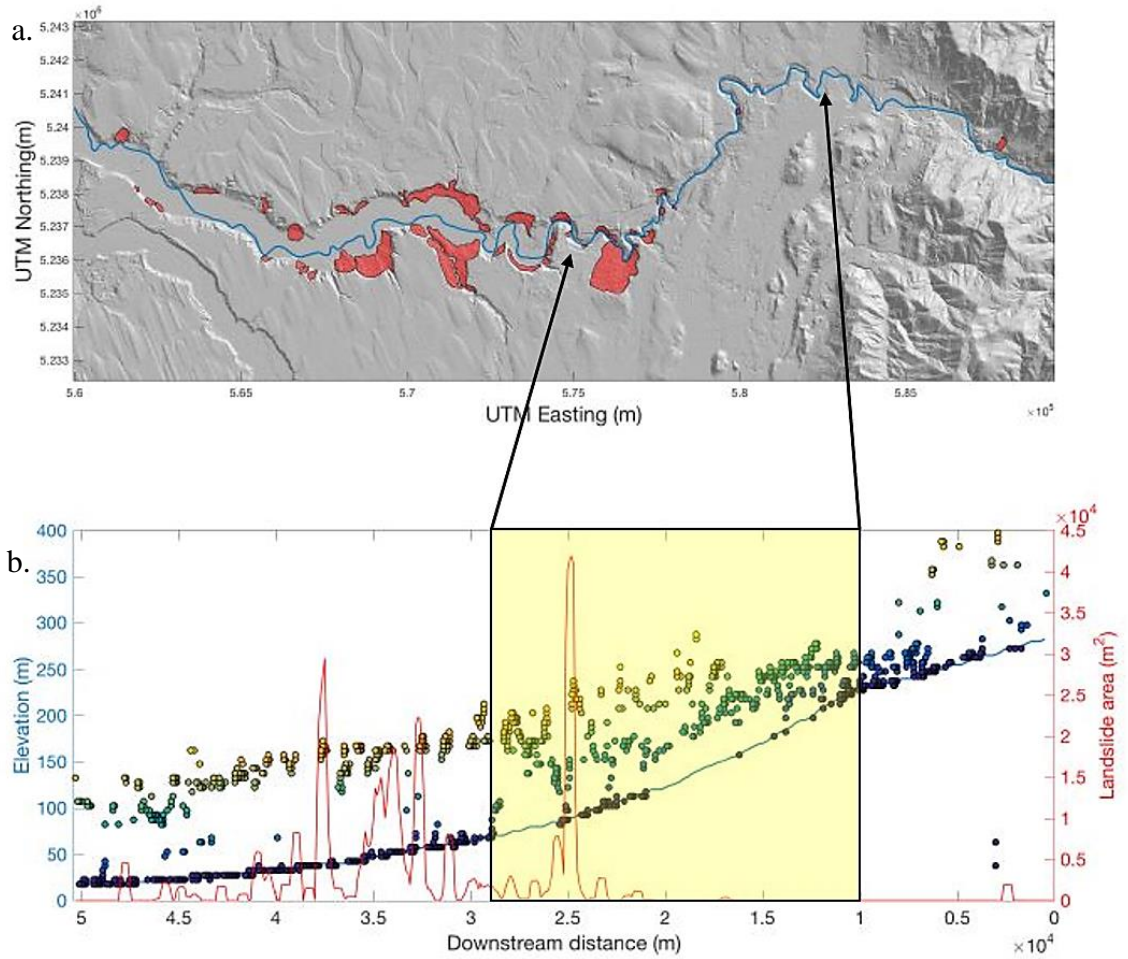 a.
×10⁶
5.243
5.242
5.241
5.24
5.239
5.238
5.237
5.236
5.235
5.234
5.233
UTM Northing(m)
5.6 5.65 5.7 5.75 5.8 5.85
×10⁵
UTM Easting (m)
b.
×10⁴
400 4.5
350 4
300 3.5
250 3
2.5
200 2
150 1.5
100 1
50 0.5
0 0
Elevation (m)
Landslide area (m²)
5 4.5 4 3.5 3 2.5 2 1.5 1 0.5 0
Downstream distance (m)
×10⁴